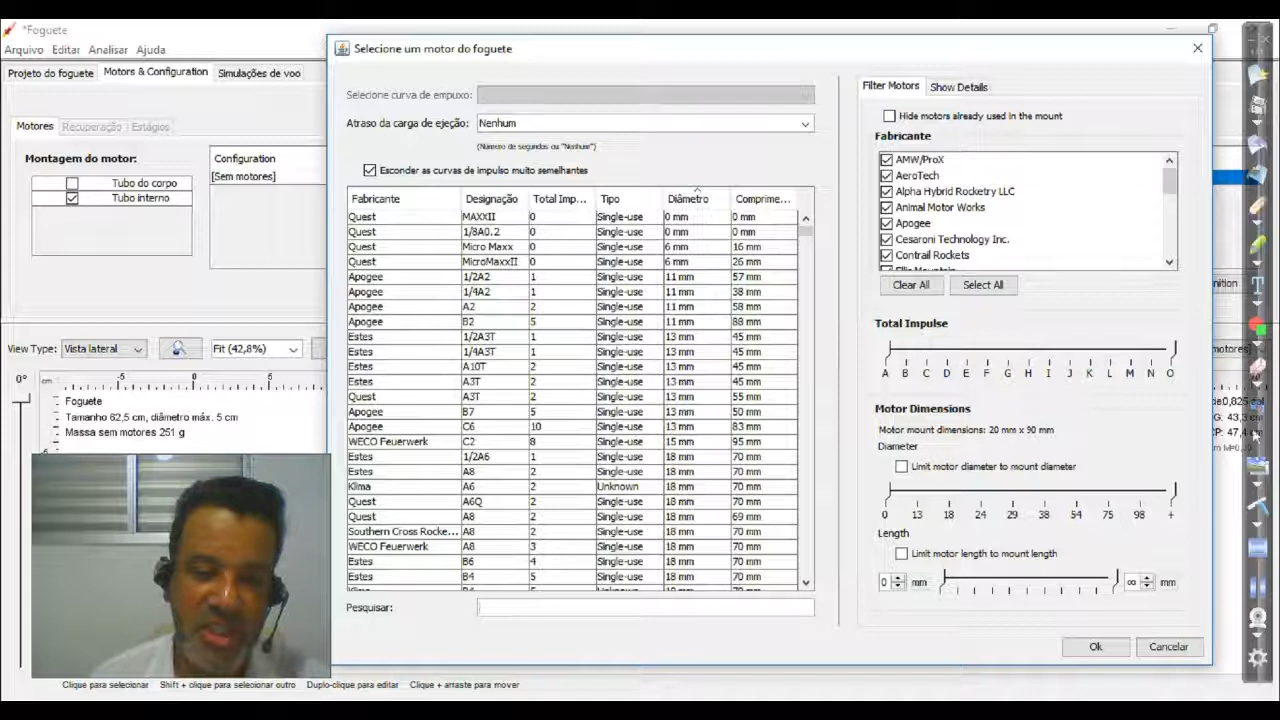 *Foguete
Arquivo Editar Analisar Ajuda
Projeto do foguete Motors & Configuration Simulações de voo
Motores Recuperação Estágios
Montagem do motor:
Tubo do corpo
Tubo interno
Configuration
[Sem motores]
View Type: Vista lateral Fit (42,8%)
0°
cm -5 0 5
Foguete
Tamanho 62,5 cm, diâmetro máx. 5 cm
Massa sem motores 251 g
Clique para selecionar Shift + clique para selecionar outro Duplo-clique para editar Clique + arraste para mover
Selecione um motor do foguete
Selecione curva de empuxo:
Atraso da carga de ejeção: Nenhum
(Número de segundos ou "Nenhum")
Esconder as curvas de impulso muito semelhantes
Fabricante Designação Total Imp... Tipo Diâmetro Comprime...
Quest MAXXII 0 Single-use 0 mm 0 mm
Quest 1/8A0.2 0 Single-use 0 mm 0 mm
Quest Micro Maxx 0 Single-use 6 mm 16 mm
Quest MicroMaxxII 0 Single-use 6 mm 26 mm
Apogee 1/2A2 1 Single-use 11 mm 57 mm
Apogee 1/4A2 1 Single-use 11 mm 38 mm
Apogee A2 2 Single-use 11 mm 58 mm
Apogee B2 5 Single-use 11 mm 88 mm
Estes 1/2A3T 1 Single-use 13 mm 45 mm
Estes 1/4A3T 1 Single-use 13 mm 45 mm
Estes A10T 2 Single-use 13 mm 45 mm
Estes A3T 2 Single-use 13 mm 45 mm
Quest A3T 2 Single-use 13 mm 55 mm
Apogee B7 5 Single-use 13 mm 50 mm
Apogee C6 10 Single-use 13 mm 83 mm
WECO Feuerwerk C2 8 Single-use 15 mm 95 mm
Estes 1/2A6 1 Single-use 18 mm 70 mm
Estes A8 2 Single-use 18 mm 70 mm
Klima A6 2 Unknown 18 mm 70 mm
Quest A6Q 2 Single-use 18 mm 70 mm
Quest A8 2 Single-use 18 mm 69 mm
Southern Cross Rocke... A8 2 Single-use 18 mm 70 mm
WECO Feuerwerk A8 3 Single-use 18 mm 70 mm
Estes B6 4 Single-use 18 mm 70 mm
Estes B4 5 Single-use 18 mm 70 mm
Klima B4 5 Unknown 18 mm 70 mm
Pesquisar:
Filter Motors Show Details
Hide motors already used in the mount
Fabricante
AMW/ProX
AeroTech
Alpha Hybrid Rocketry LLC
Animal Motor Works
Apogee
Cesaroni Technology Inc.
Contrail Rockets
Clear All Select All
Total Impulse
A B C D E F G H I J K L M N O
Motor Dimensions
Motor mount dimensions: 20 mm x 90 mm
Diameter
Limit motor diameter to mount diameter
0 13 18 24 29 38 54 75 98 +
Length
Limit motor length to mount length
0 mm ∞ mm
Ok Cancelar